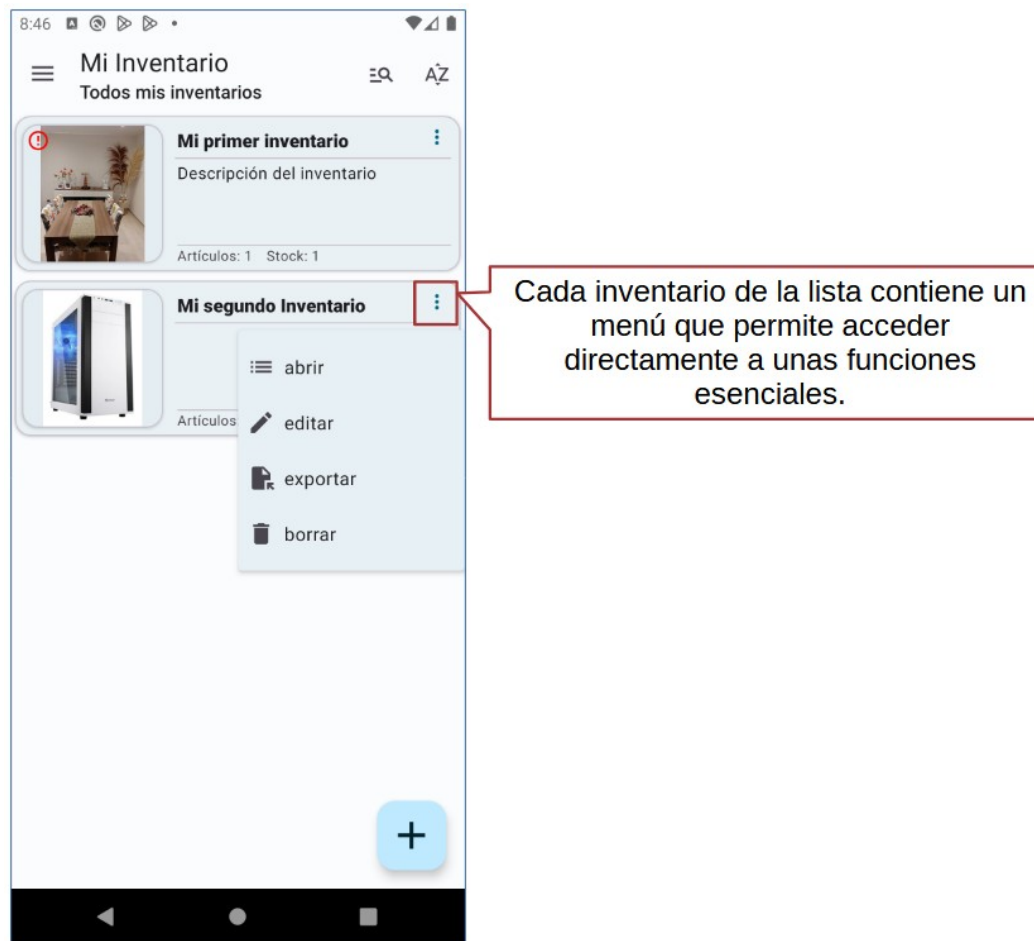 8:46
Mi Inventario
Todos mis inventarios
AZ
Mi primer inventario
Descripción del inventario
Artículos: 1 Stock: 1
Mi segundo Inventario
abrir
Artículos
editar
exportar
borrar
Cada inventario de la lista contiene un
menú que permite acceder
directamente a unas funciones
esenciales.